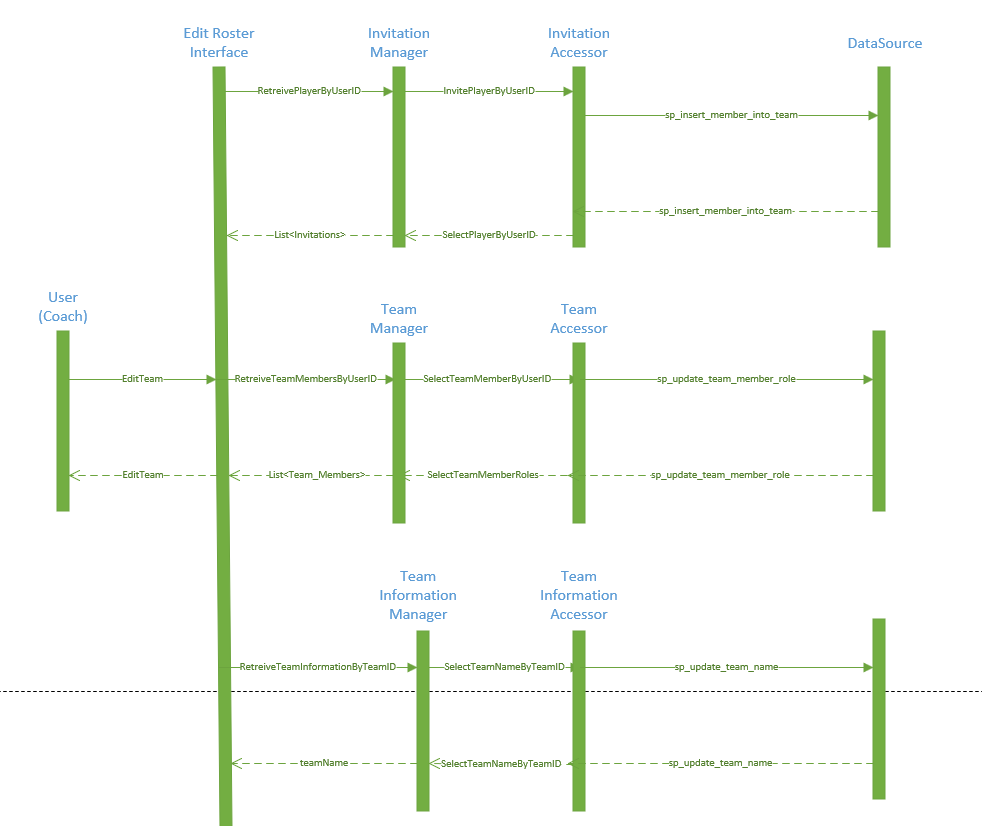 Edit Roster
Interface
Invitation
Manager
Invitation
Accessor
DataSource
RetreivePlayerByUserID
InvitePlayerByUserID
sp_insert_member_into_team
sp_insert_member_into_team
List<Invitations>
SelectPlayerByUserID
User
(Coach)
Team
Manager
Team
Accessor
EditTeam
RetreiveTeamMembersByUserID
SelectTeamMemberByUserID
sp_update_team_member_role
EditTeam
List<Team_Members>
SelectTeamMemberRoles
sp_update_team_member_role
Team
Information
Manager
Team
Information
Accessor
RetreiveTeamInformationByTeamID
SelectTeamNameByTeamID
sp_update_team_name
teamName
SelectTeamNameByTeamID
sp_update_team_name